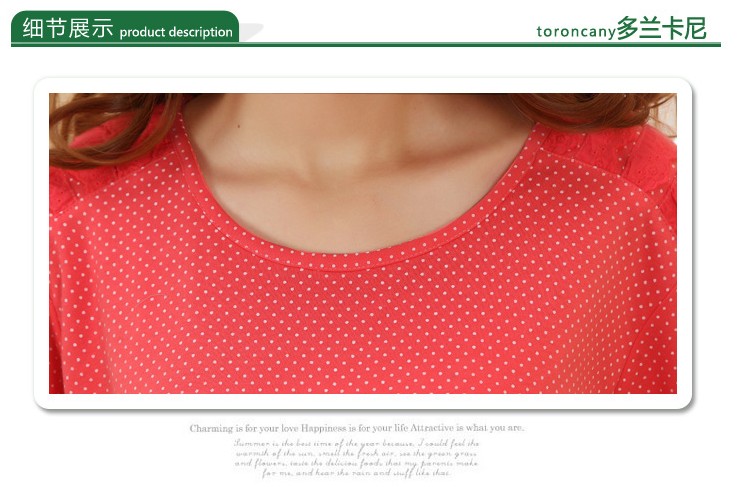 细节展示 product description
toroncany多兰卡尼
Charming is for your love Happiness is for your life Attractive is what you are.
Summer is the best time of the year because, I could feel the
warmth of the sun, smell the fresh air, see the green grass
and flowers, taste the delicious foods that my parents make
for me, and hear the rain and stuff like that.